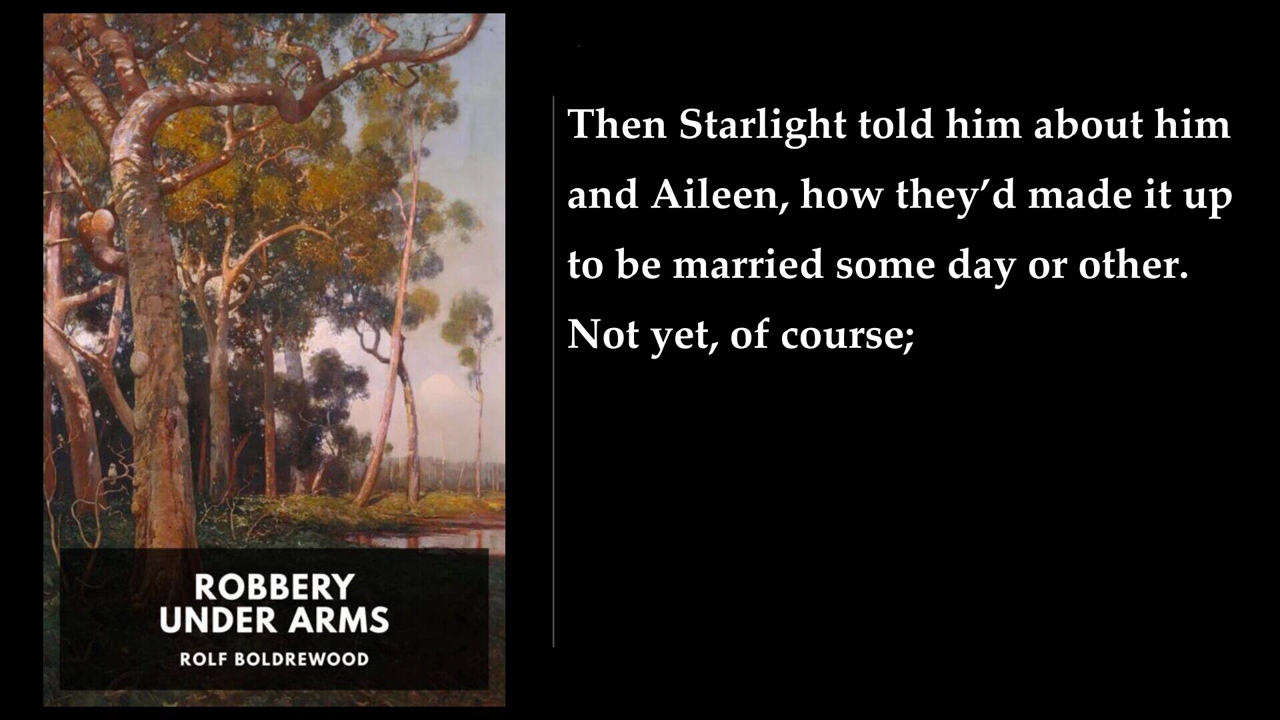 Then Starlight told him about him
and Aileen, how they’d made it up
to be married some day or other.
Not yet, of course;
ROBBERY
UNDER ARMS
ROLF BOLDREWOOD